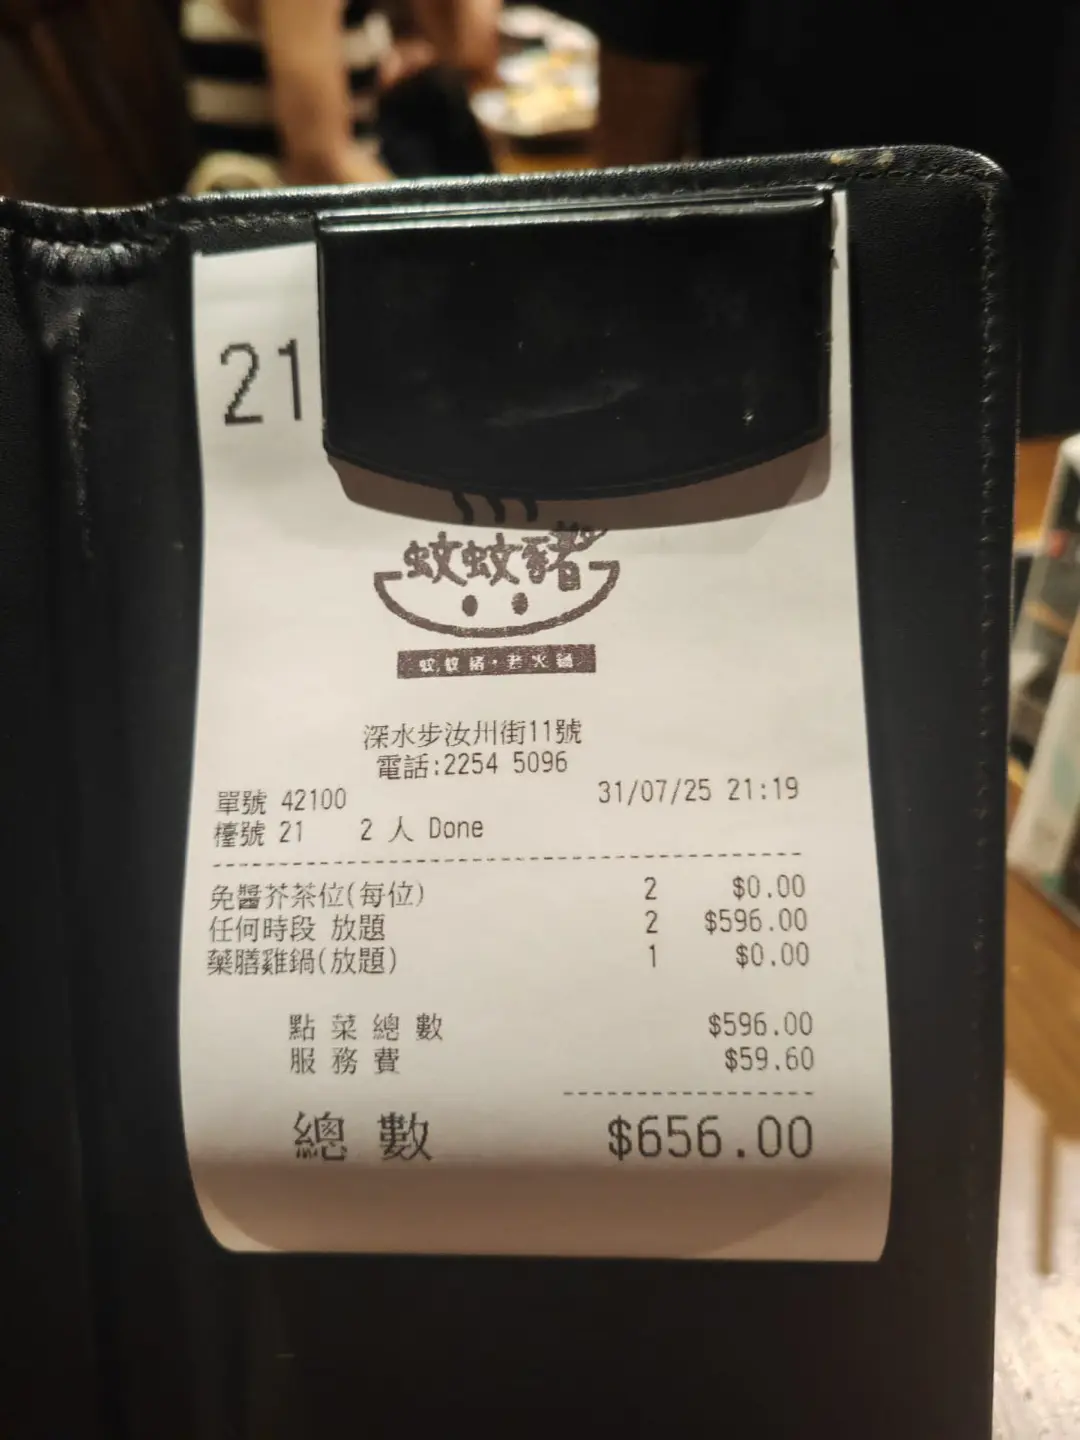 21
蚊蚊豬
蚊蚊豬·老火鍋
深水步汝州街11號
電話:2254 5096
單號 42100 31/07/25 21:19
檯號 21 2 人 Done
免醬芥茶位(每位) 2 $0.00
任何時段 放題 2 $596.00
藥膳雞鍋(放題) 1 $0.00
點菜總數 $596.00
服務費 $59.60
總數 $656.00